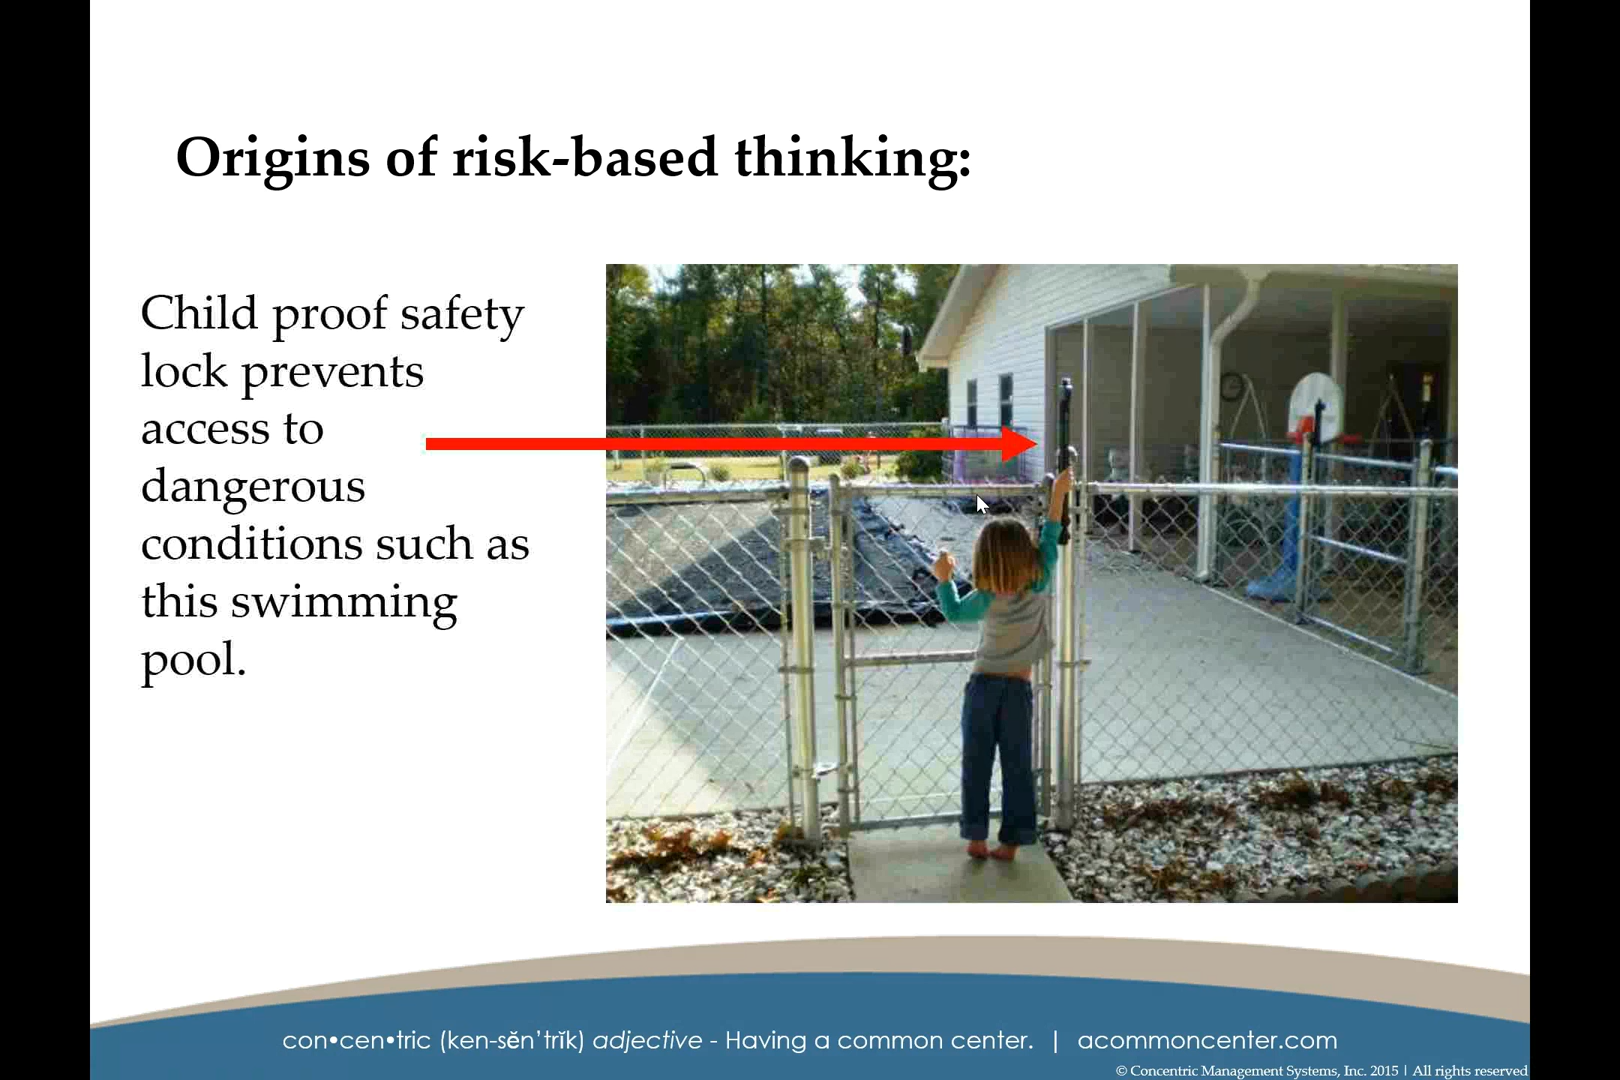 Origins of risk-based thinking:
Child proof safety
lock prevents
access to
dangerous
conditions such as
this swimming
pool.
con•cen•tric (ken-sĕn’trĭk) adjective - Having a common center. | acommoncenter.com
© Concentric Management Systems, Inc. 2015 | All rights reserved